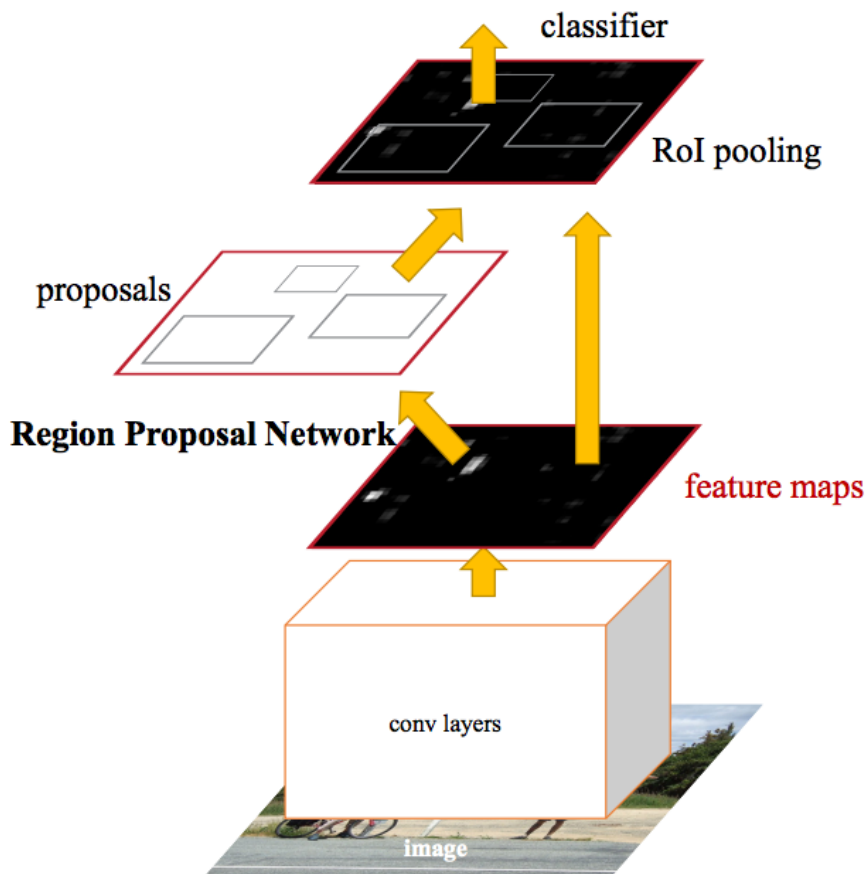 classifier
RoI pooling
proposals
Region Proposal Network
feature maps
conv layers
image